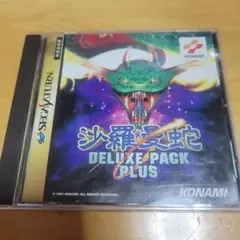 SEGA SATURN
KONAMI
沙羅曼蛇
DELUXE PACK
PLUS
KONAMI